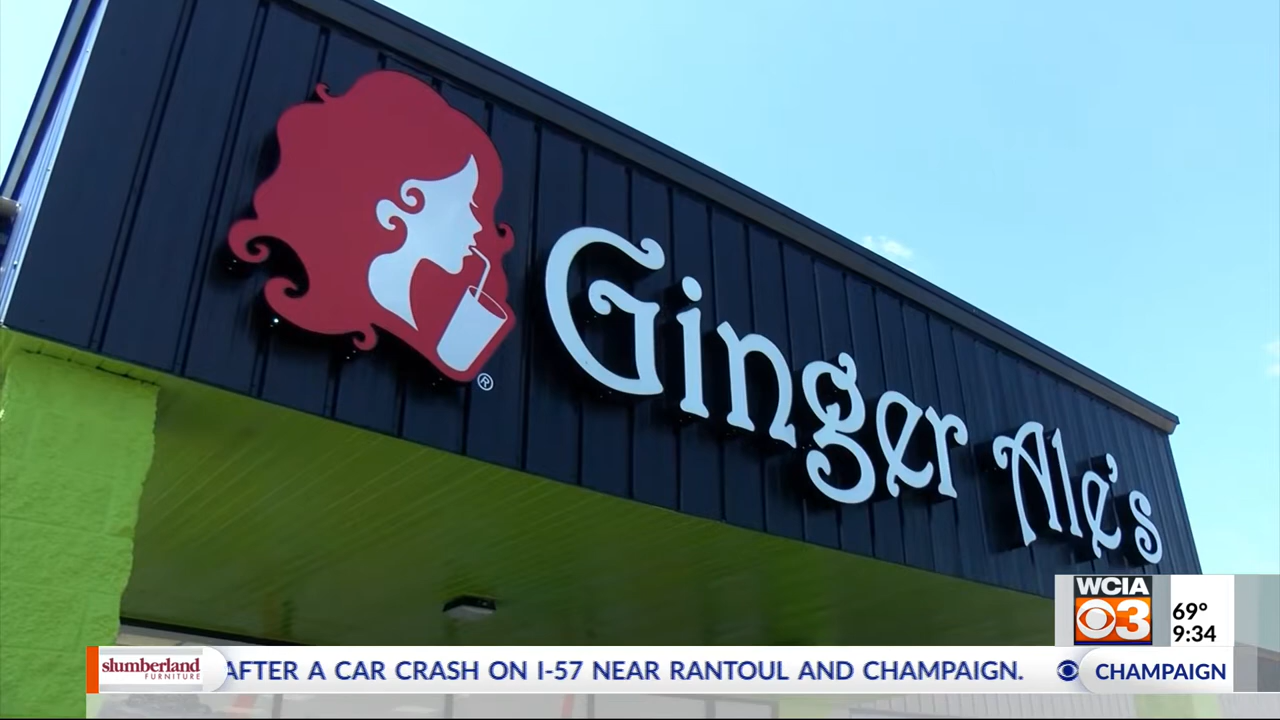 Ginger Ale's
®
WCIA
3
69°
9:34
slumberland
FURNITURE
AFTER A CAR CRASH ON I-57 NEAR RANTOUL AND CHAMPAIGN.
CHAMPAIGN